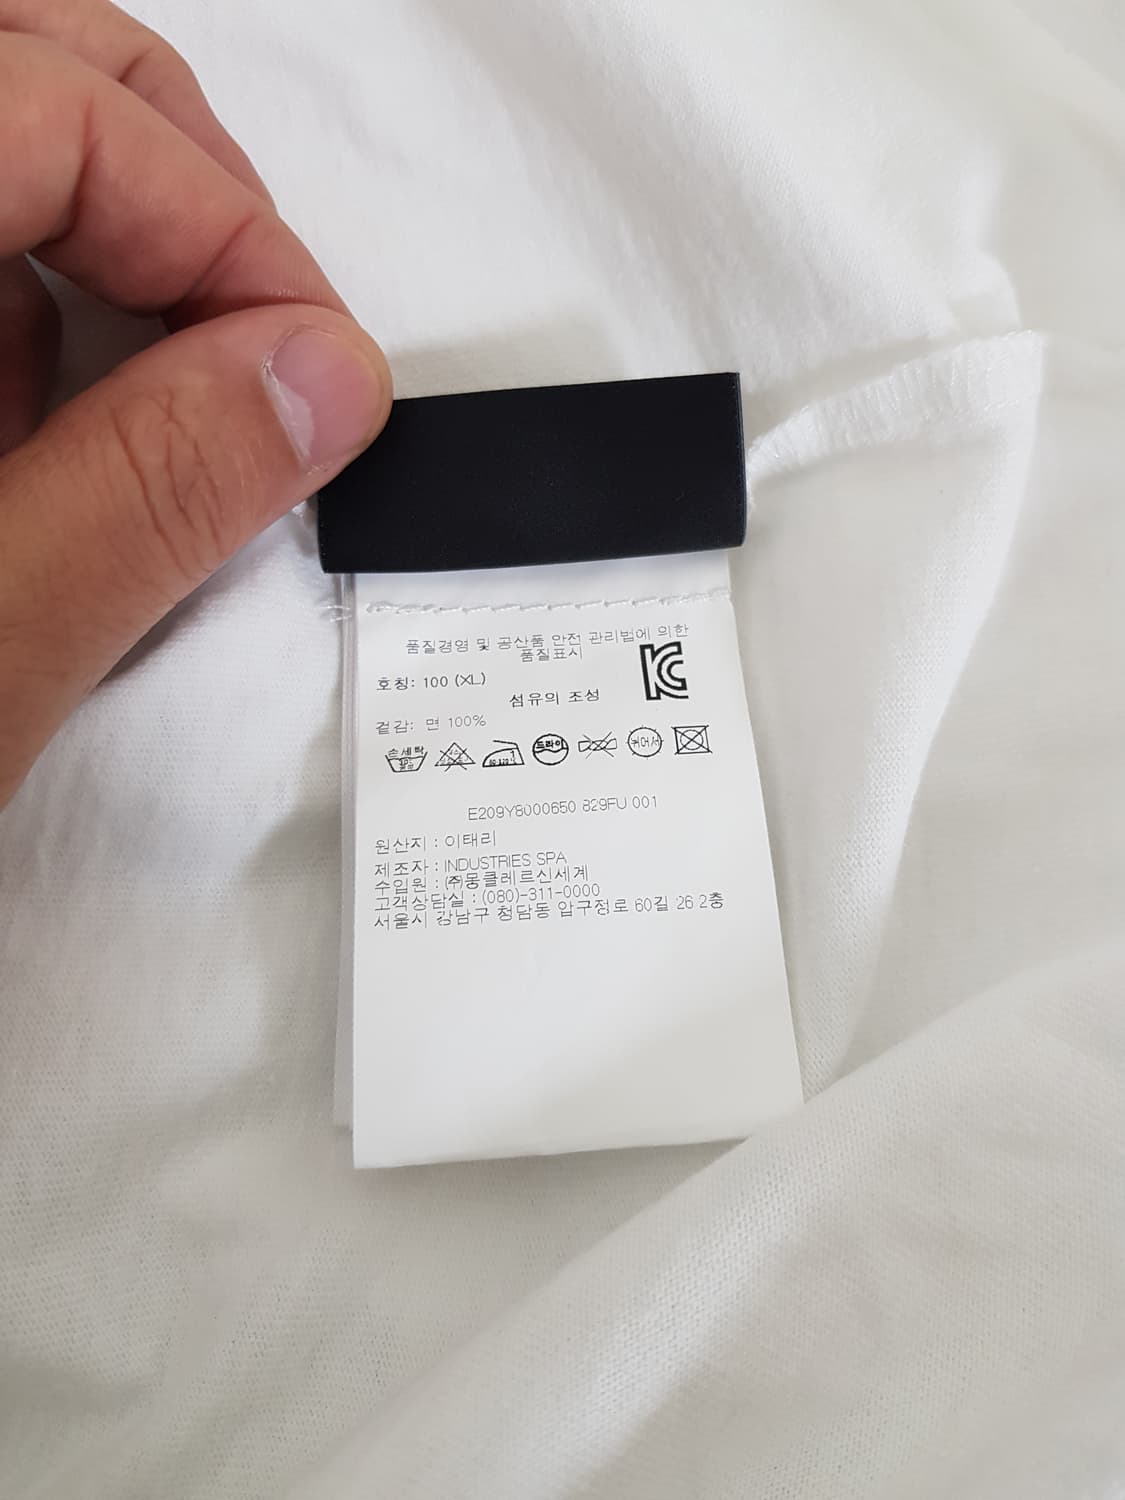 품질경영 및 공산품 안전 관리법에 의한
품질표시
호칭: 100 (XL)
섬유의 조성
겉감: 면 100%
손세탁 드라이 뉘어서
E209Y8000650 829FU 001
원산지 : 이태리
제조자 : INDUSTRIES SPA
수입원 : (주)몽클레르신세계
고객상담실 : (080)-311-0000
서울시 강남구 청담동 압구정로 60길 26 2층